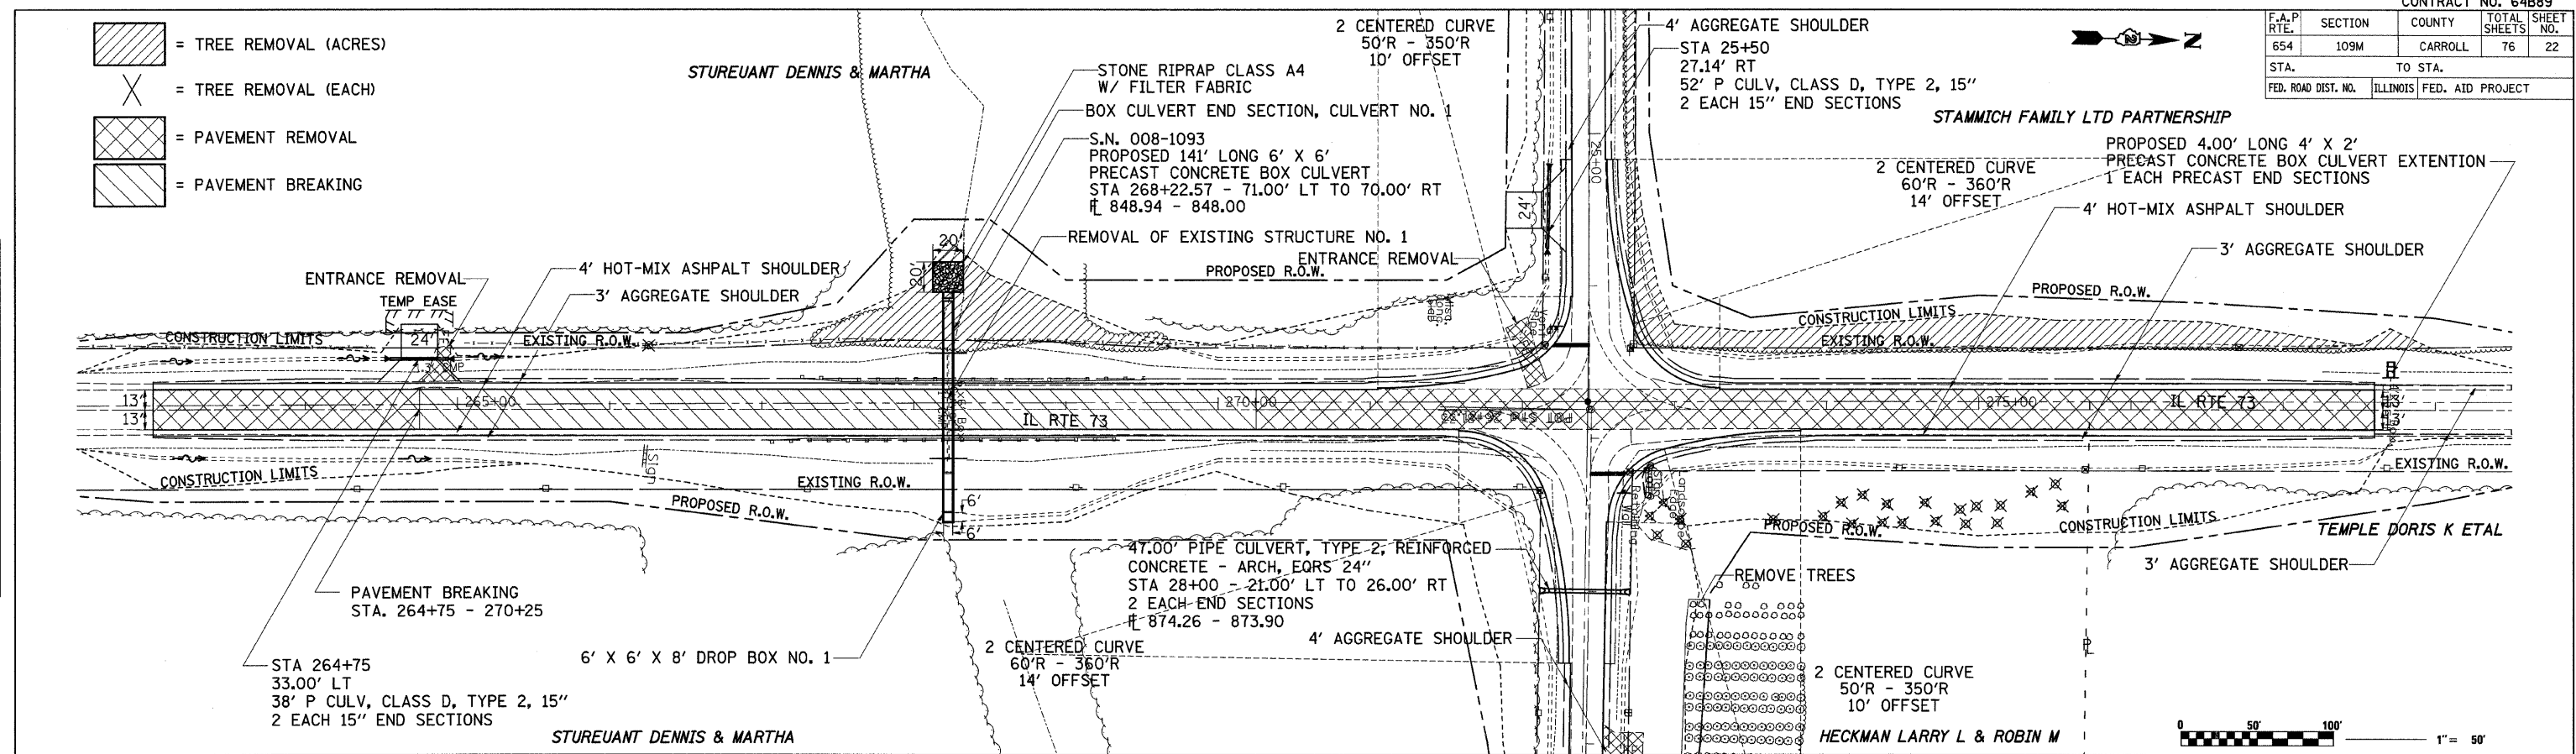 CONTRACT NO. 64B89
F.A.P. RTE. SECTION COUNTY TOTAL SHEETS SHEET NO.
654 109M CARROLL 76 22
STA. TO STA.
FED. ROAD DIST. NO. ILLINOIS FED. AID PROJECT
= TREE REMOVAL (ACRES)
= TREE REMOVAL (EACH)
= PAVEMENT REMOVAL
= PAVEMENT BREAKING
STUREUANT DENNIS & MARTHA
STONE RIPRAP CLASS A4
W/ FILTER FABRIC
BOX CULVERT END SECTION, CULVERT NO. 1
S.N. 008-1093
PROPOSED 141' LONG 6' X 6'
PRECAST CONCRETE BOX CULVERT
STA 268+22.57 - 71.00' LT TO 70.00' RT
FL 848.94 - 848.00
REMOVAL OF EXISTING STRUCTURE NO. 1
2 CENTERED CURVE
50'R - 350'R
10' OFFSET
4' AGGREGATE SHOULDER
STA 25+50
27.14' RT
52' P CULV, CLASS D, TYPE 2, 15"
2 EACH 15" END SECTIONS
N
STAMMICH FAMILY LTD PARTNERSHIP
PROPOSED 4.00' LONG 4' X 2'
PRECAST CONCRETE BOX CULVERT EXTENTION
1 EACH PRECAST END SECTIONS
2 CENTERED CURVE
60'R - 360'R
14' OFFSET
4' HOT-MIX ASHPALT SHOULDER
3' AGGREGATE SHOULDER
25+00
24'
ENTRANCE REMOVAL
PROPOSED R.O.W.
ENTRANCE REMOVAL
TEMP EASE
4' HOT-MIX ASHPALT SHOULDER
3' AGGREGATE SHOULDER
20'
20'
PROPOSED R.O.W.
CONSTRUCTION LIMITS
EXISTING R.O.W.
CONSTRUCTION LIMITS
24'
EXISTING R.O.W.
13'
13'
265+00
IL RTE 73
270+00
275+00
IL RTE 73
CONSTRUCTION LIMITS
Sign
EXISTING R.O.W.
PROPOSED R.O.W.
6'
6'
EXISTING R.O.W.
PROPOSED R.O.W.
CONSTRUCTION LIMITS
TEMPLE DORIS K ETAL
3' AGGREGATE SHOULDER
PAVEMENT BREAKING
STA. 264+75 - 270+25
47.00' PIPE CULVERT, TYPE 2, REINFORCED
CONCRETE - ARCH, EQRS 24"
STA 28+00 - 21.00' LT TO 26.00' RT
2 EACH END SECTIONS
FL 874.26 - 873.90
4' AGGREGATE SHOULDER
REMOVE TREES
STA 264+75
33.00' LT
38' P CULV, CLASS D, TYPE 2, 15"
2 EACH 15" END SECTIONS
6' X 6' X 8' DROP BOX NO. 1
2 CENTERED CURVE
60'R - 360'R
14' OFFSET
2 CENTERED CURVE
50'R - 350'R
10' OFFSET
STUREUANT DENNIS & MARTHA
HECKMAN LARRY L & ROBIN M
0 50' 100'
1" = 50'